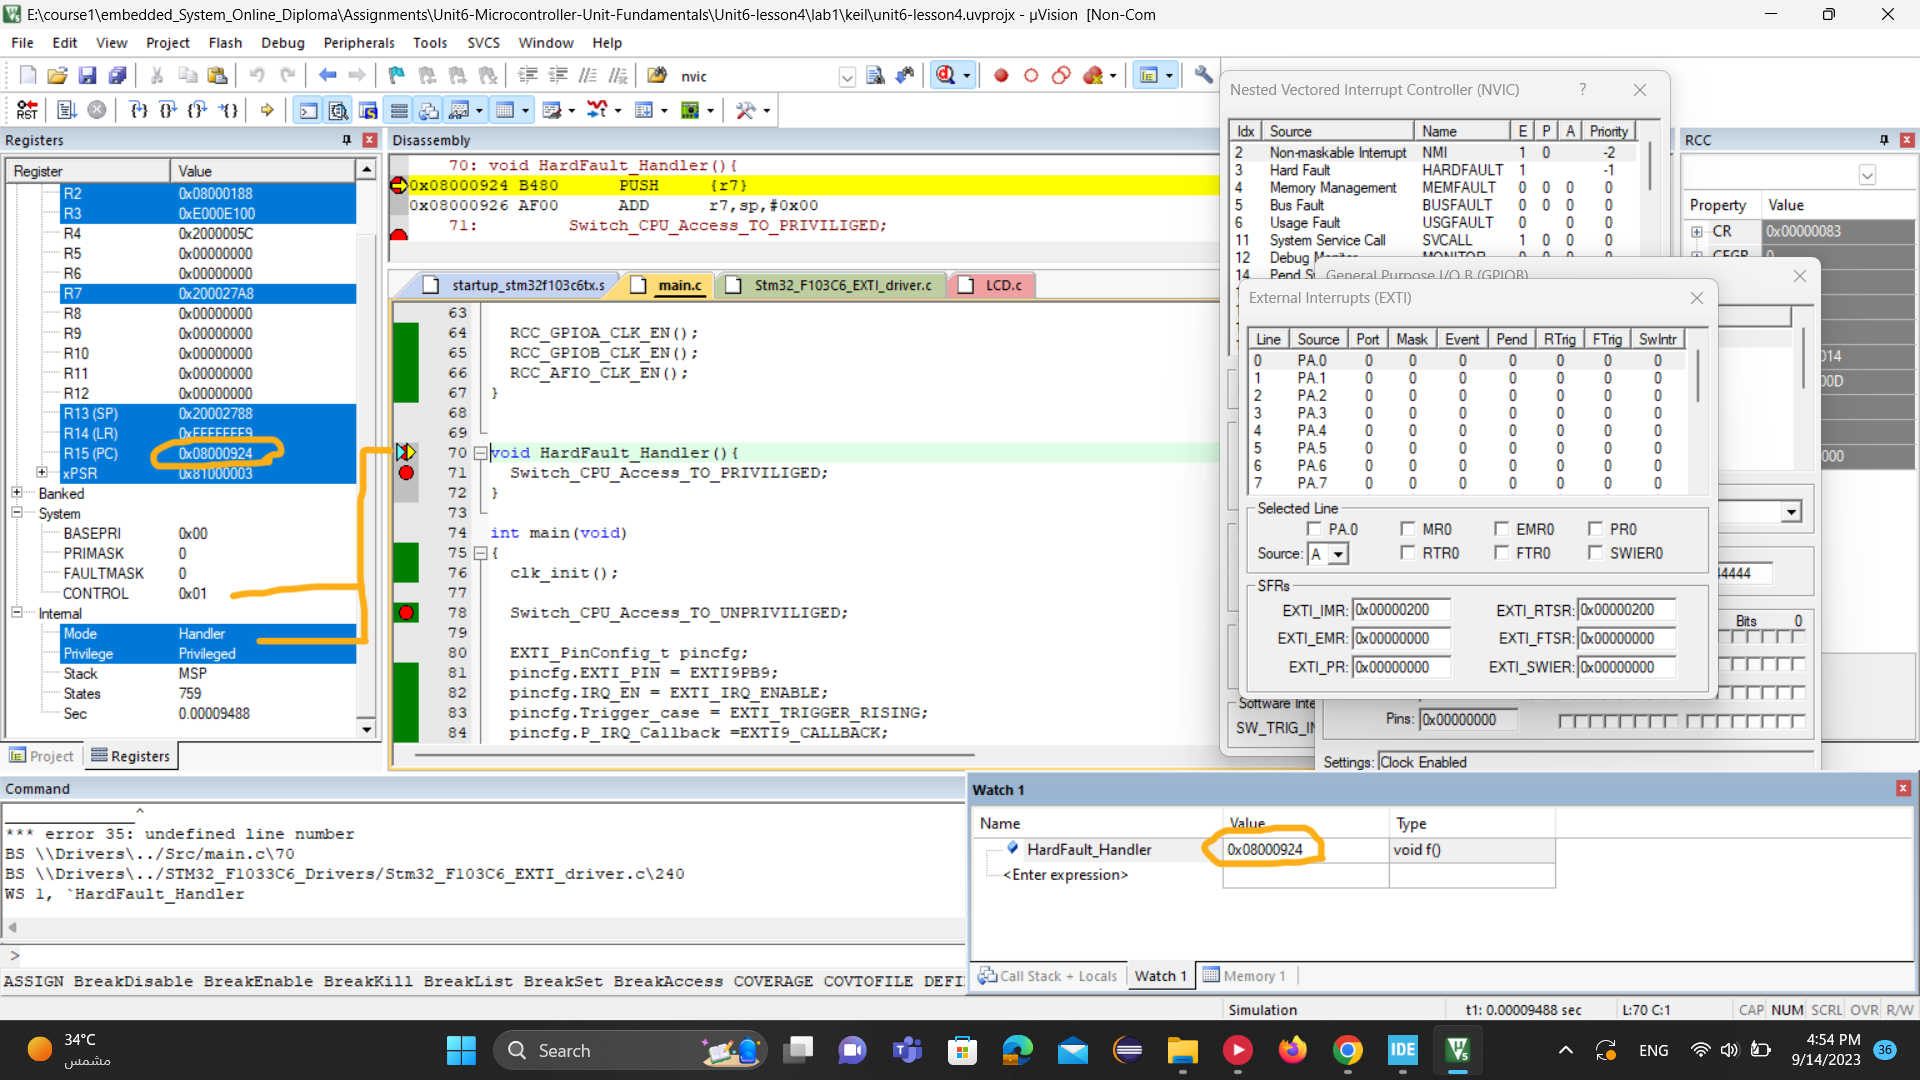 E:\course1\embedded_System_Online_Diploma\Assignments\Unit6-Microcontroller-Unit-Fundamentals\Unit6-lesson4\lab1\keil\unit6-lesson4.uvprojx - µVision [Non-Com
File Edit View Project Flash Debug Peripherals Tools SVCS Window Help
nvic
RST
Registers
Register Value
R2 0x08000188
R3 0xE000E100
R4 0x2000005C
R5 0x00000000
R6 0x00000000
R7 0x200027A8
R8 0x00000000
R9 0x00000000
R10 0x00000000
R11 0x00000000
R12 0x00000000
R13 (SP) 0x20002788
R14 (LR) 0xFFFFFFF9
R15 (PC) 0x08000924
xPSR 0x81000003
Banked
System
BASEPRI 0x00
PRIMASK 0
FAULTMASK 0
CONTROL 0x01
Internal
Mode Handler
Privilege Privileged
Stack MSP
States 759
Sec 0.00009488
Project Registers
Disassembly
70: void HardFault_Handler(){
0x08000924 B480 PUSH {r7}
0x08000926 AF00 ADD r7,sp,#0x00
71: Switch_CPU_Access_TO_PRIVILIGED;
startup_stm32f103c6tx.s main.c Stm32_F103C6_EXTI_driver.c LCD.c
63
64 RCC_GPIOA_CLK_EN();
65 RCC_GPIOB_CLK_EN();
66 RCC_AFIO_CLK_EN();
67 }
68
69
70 void HardFault_Handler(){
71 Switch_CPU_Access_TO_PRIVILIGED;
72 }
73
74 int main(void)
75 {
76 clk_init();
77
78 Switch_CPU_Access_TO_UNPRIVILIGED;
79
80 EXTI_PinConfig_t pincfg;
81 pincfg.EXTI_PIN = EXTI9PB9;
82 pincfg.IRQ_EN = EXTI_IRQ_ENABLE;
83 pincfg.Trigger_case = EXTI_TRIGGER_RISING;
84 pincfg.P_IRQ_Callback =EXTI9_CALLBACK;
Nested Vectored Interrupt Controller (NVIC) ?
Idx Source Name E P A Priority
2 Non-maskable Interrupt NMI 1 0 -2
3 Hard Fault HARDFAULT 1 -1
4 Memory Management MEMFAULT 0 0 0 0
5 Bus Fault BUSFAULT 0 0 0 0
6 Usage Fault USGFAULT 0 0 0 0
11 System Service Call SVCALL 1 0 0 0
12 Debug Monitor MONITOR 0 0 0 0
14 Pend S
General Purpose I/O B (GPIOB)
External Interrupts (EXTI)
Line Source Port Mask Event Pend RTrig FTrig SwIntr
0 PA.0 0 0 0 0 0 0 0
1 PA.1 0 0 0 0 0 0 0
2 PA.2 0 0 0 0 0 0 0
3 PA.3 0 0 0 0 0 0 0
4 PA.4 0 0 0 0 0 0 0
5 PA.5 0 0 0 0 0 0 0
6 PA.6 0 0 0 0 0 0 0
7 PA.7 0 0 0 0 0 0 0
Selected Line
PA.0 MR0 EMR0 PR0
Source: A RTR0 FTR0 SWIER0
SFRs
EXTI_IMR: 0x00000200 EXTI_RTSR: 0x00000200
EXTI_EMR: 0x00000000 EXTI_FTSR: 0x00000000
EXTI_PR: 0x00000000 EXTI_SWIER: 0x00000000
Software Inte
SW_TRIG_IN
Pins: 0x00000000
Settings: Clock Enabled
Bits 0
14444
RCC
Property Value
CR 0x00000083
CFGR 0
014
00D
000
Command
^
*** error 35: undefined line number
BS \\Drivers\../Src/main.c\70
BS \\Drivers\../STM32_F1033C6_Drivers/Stm32_F103C6_EXTI_driver.c\240
WS 1, `HardFault_Handler
>
ASSIGN BreakDisable BreakEnable BreakKill BreakList BreakSet BreakAccess COVERAGE COVTOFILE DEFI
Watch 1
Name Value Type
HardFault_Handler 0x08000924 void f()
<Enter expression>
Call Stack + Locals Watch 1 Memory 1
Simulation t1: 0.00009488 sec L:70 C:1 CAP NUM SCRL OVR R/W
34°C
مشمس
Search
IDE
ENG
4:54 PM
9/14/2023
36